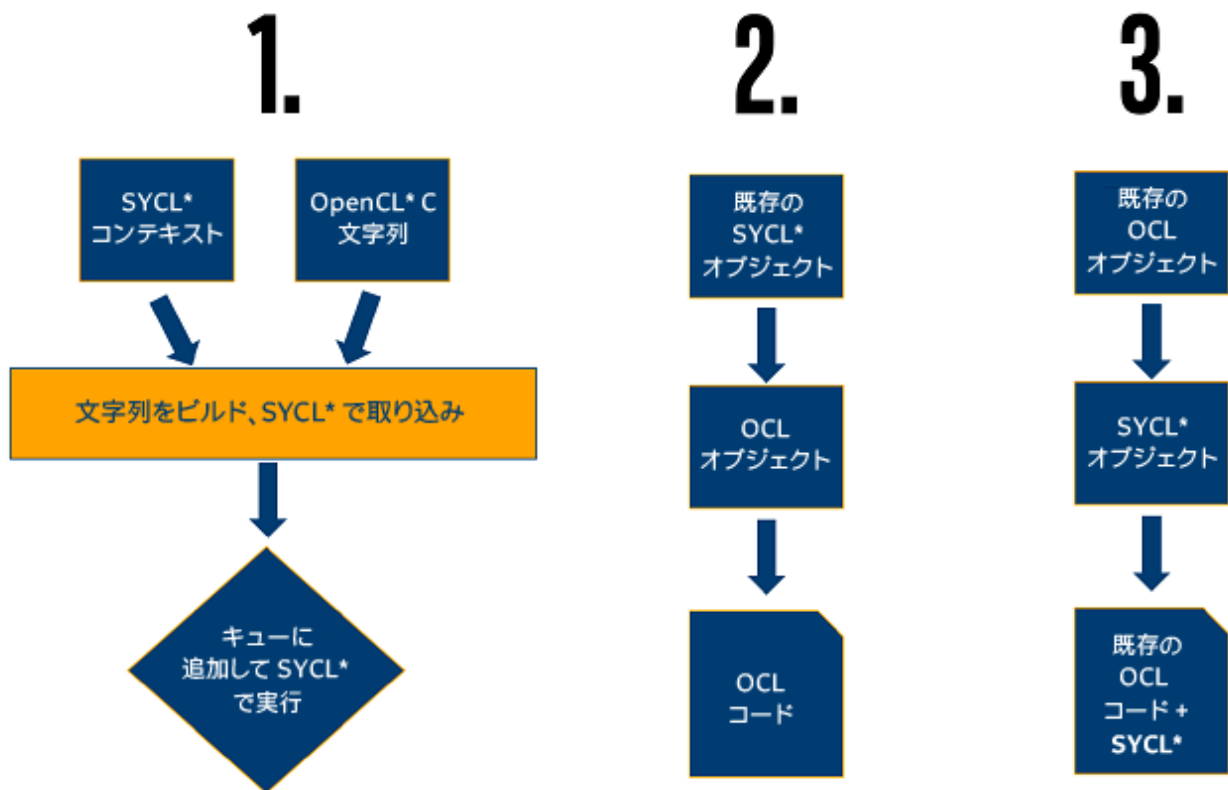 1.
SYCL*
コンテキスト
OpenCL* C
文字列
文字列をビルド、SYCL* で取り込み
キューに
追加して SYCL*
で実行
2.
既存の
SYCL*
オブジェクト
OCL
オブジェクト
OCL
コード
3.
既存の
OCL
オブジェクト
SYCL*
オブジェクト
既存の
OCL
コード +
SYCL*